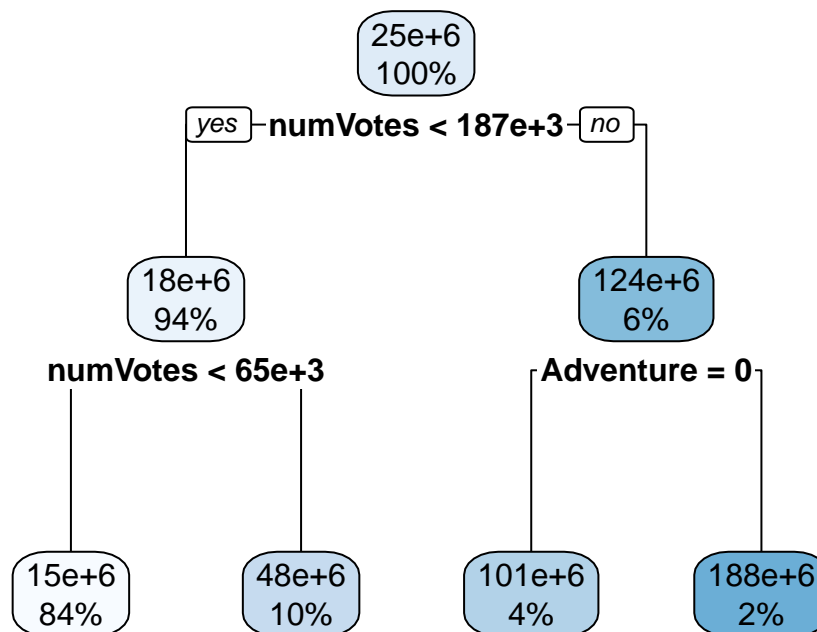 25e+6
100%
yes numVotes < 187e+3 no
18e+6
94%
124e+6
6%
numVotes < 65e+3
Adventure = 0
15e+6
84%
48e+6
10%
101e+6
4%
188e+6
2%